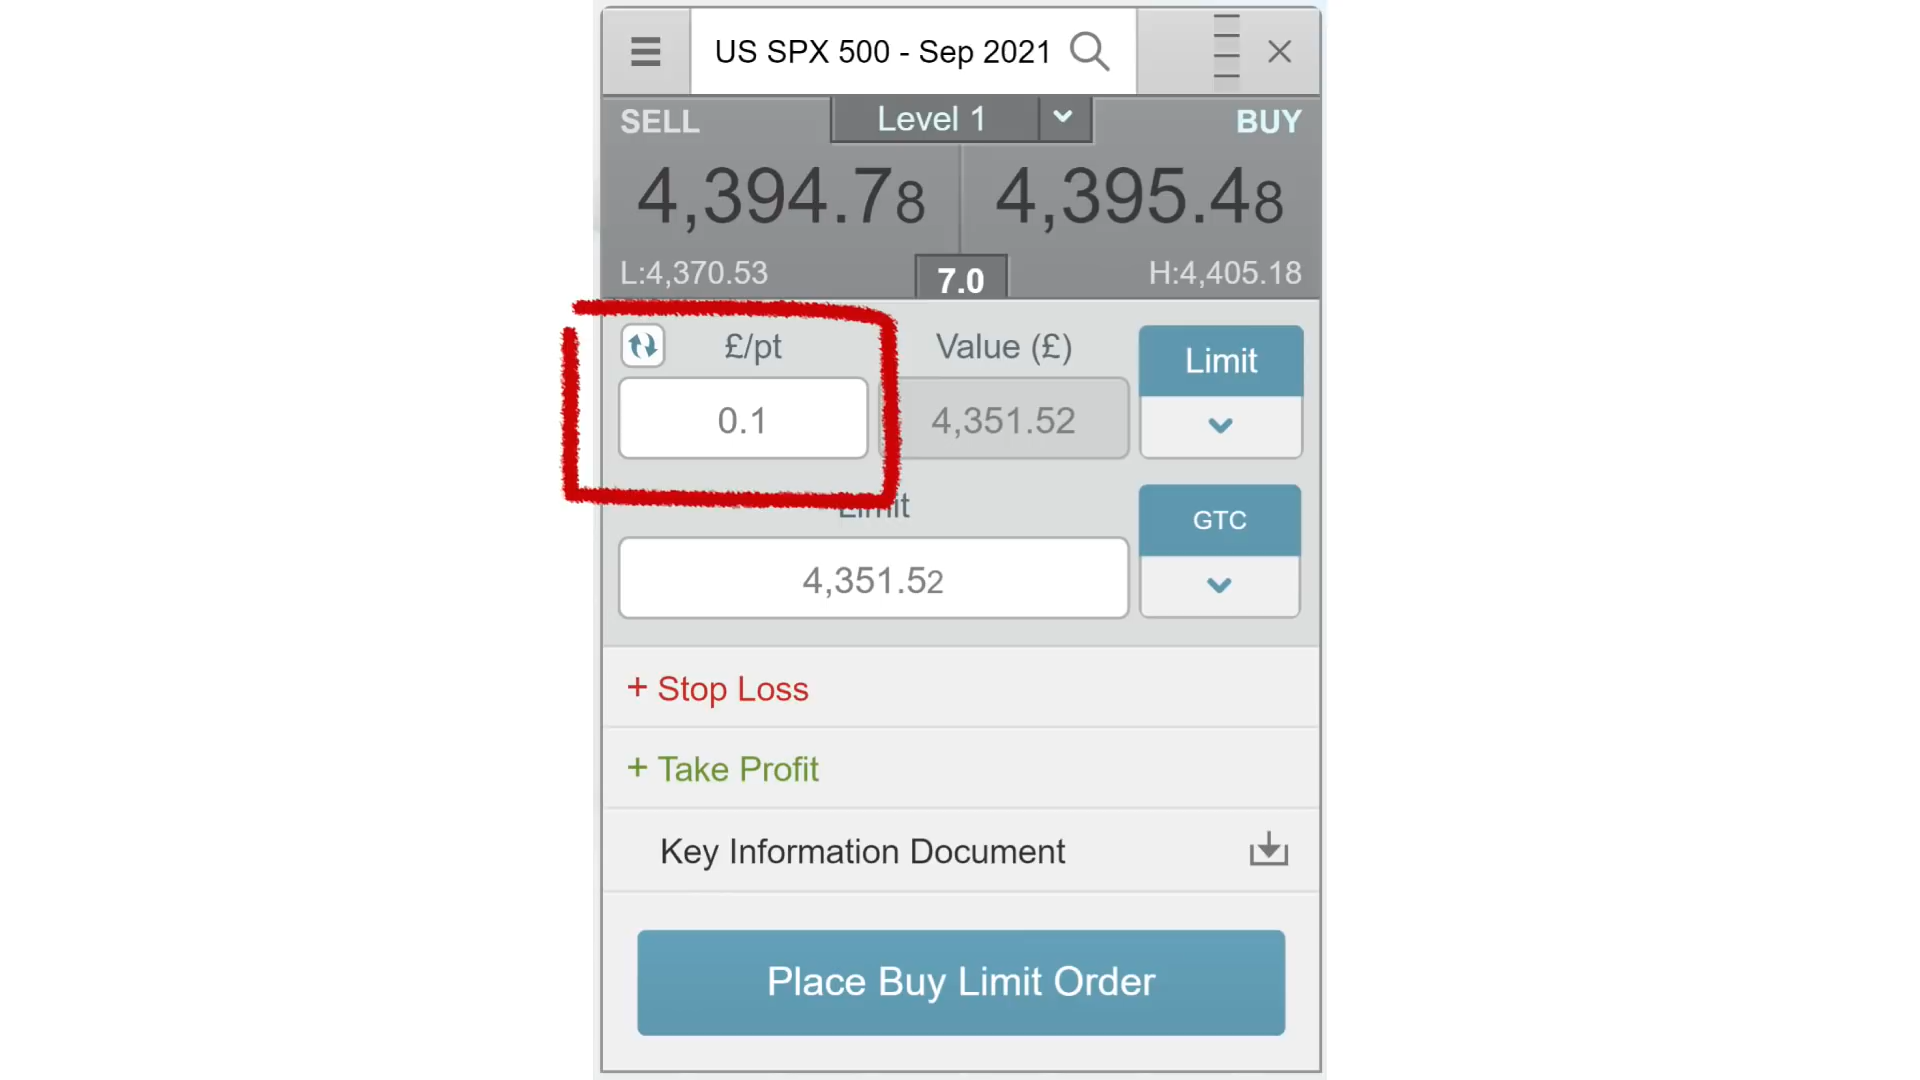 US SPX 500 - Sep 2021
SELL
Level 1
BUY
4,394.78
4,395.48
L:4,370.53
7.0
H:4,405.18
£/pt
Value (£)
Limit
0.1
4,351.52
Limit
GTC
4,351.52
+ Stop Loss
+ Take Profit
Key Information Document
Place Buy Limit Order